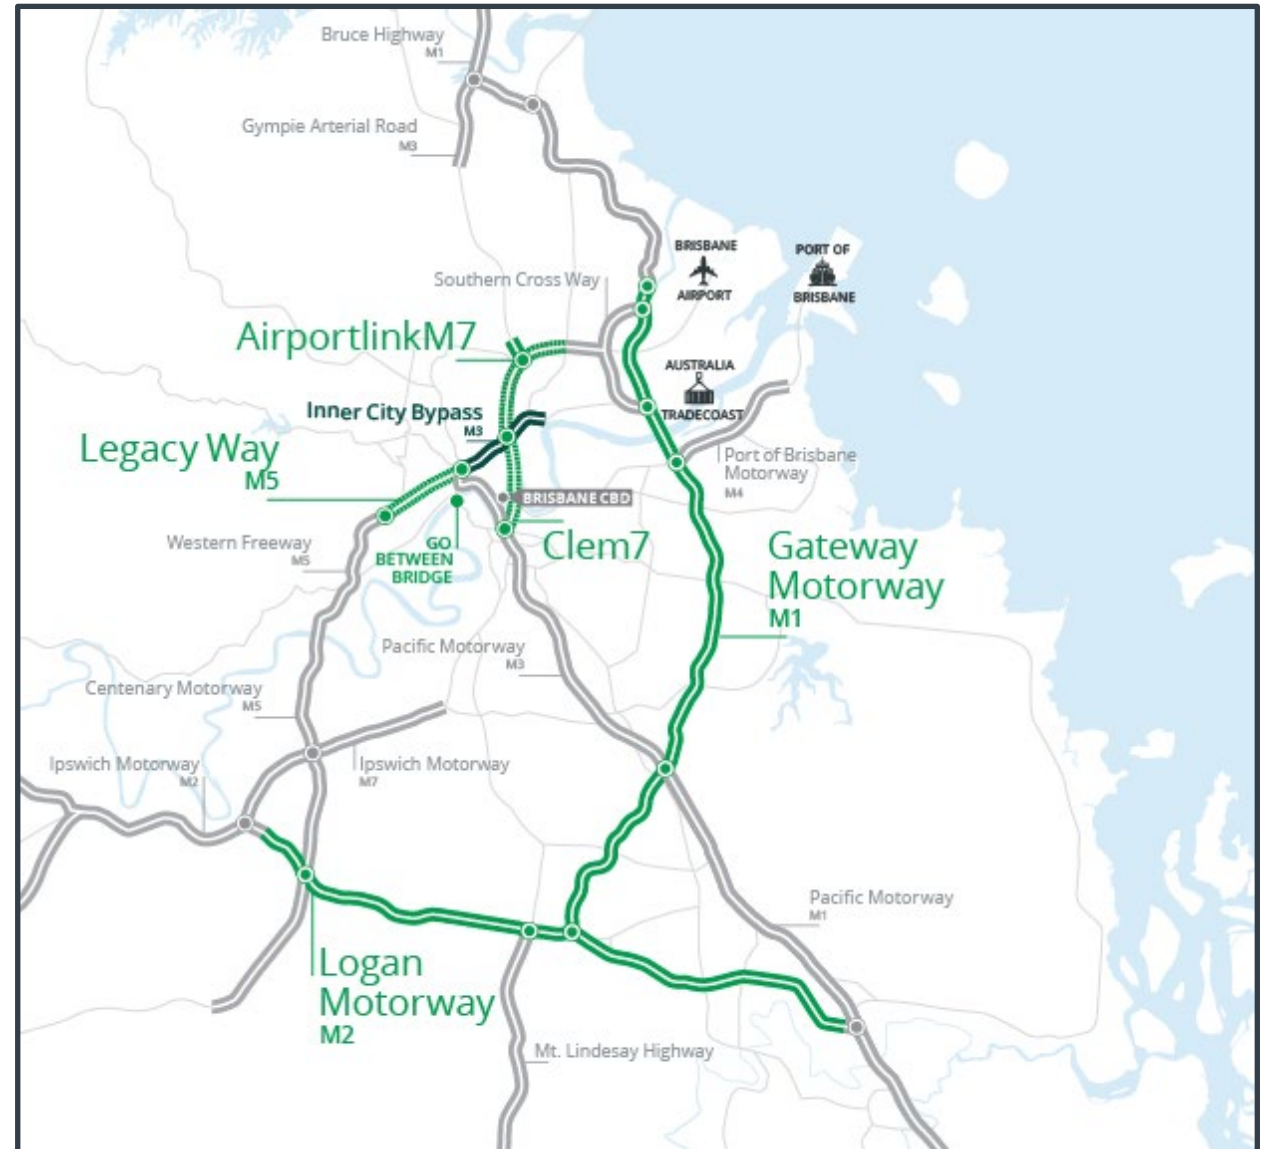 Bruce Highway
M1
Gympie Arterial Road
M3
BRISBANE
AIRPORT
PORT OF
BRISBANE
Southern Cross Way
AirportlinkM7
AUSTRALIA
TRADECOAST
Inner City Bypass
M3
Legacy Way
M5
Port of Brisbane
Motorway
M4
BRISBANE CBD
Western Freeway
M5
GO
BETWEEN
BRIDGE
Clem7
Gateway
Motorway
M1
Pacific Motorway
M3
Centenary Motorway
M5
Ipswich Motorway
M2
Ipswich Motorway
M7
Pacific Motorway
M1
Logan
Motorway
M2
Mt. Lindesay Highway